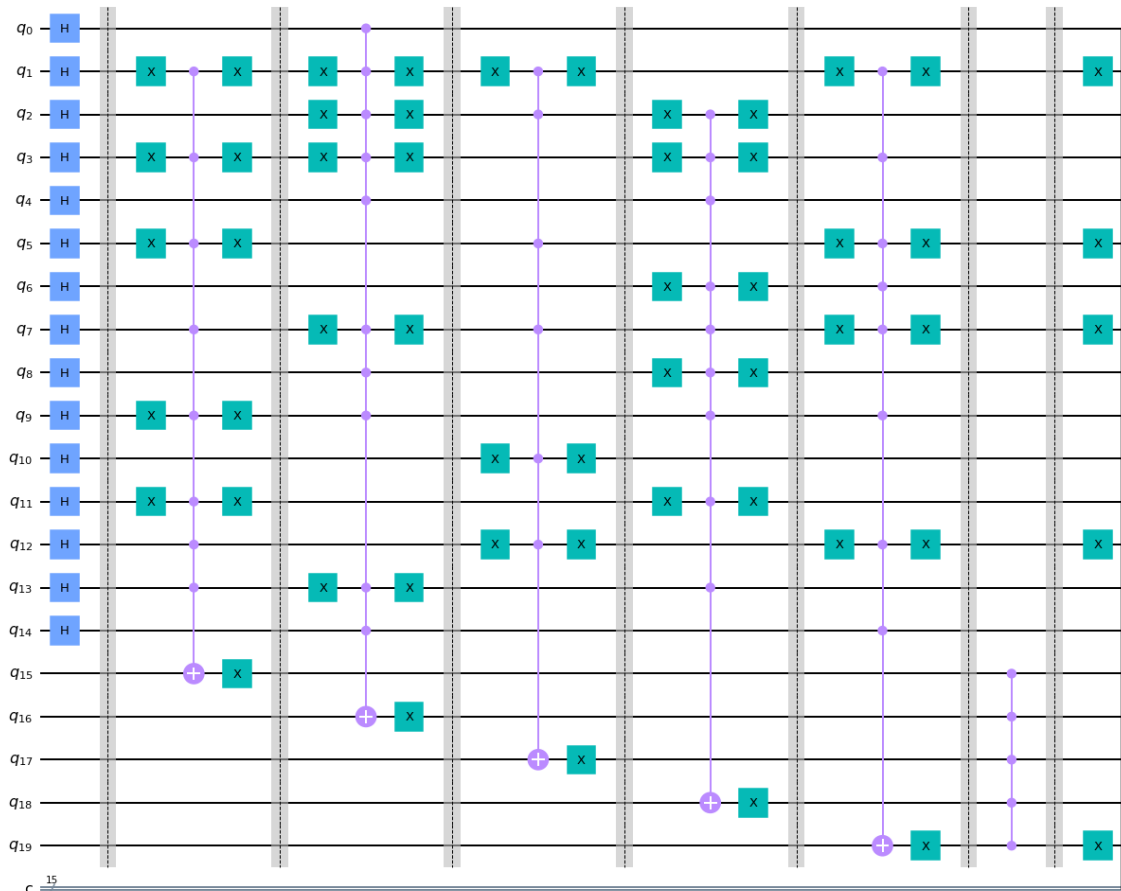 q0 H
q1 H X X X X X X X X X
q2 H X X X X
q3 H X X X X X X
q4 H
q5 H X X X X X
q6 H X X
q7 H X X X X X
q8 H X X
q9 H X X
q10 H X X
q11 H X X X X
q12 H X X X X X
q13 H X X
q14 H
q15 X
q16 X
q17 X
q18 X
q19 X X
15